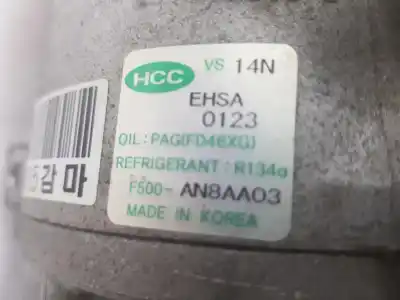 HCC VS 14N
EHSA
0123
OIL: PAG(FD46XG)
REFRIGERANT: R134a
F500-AN8AA03
MADE IN KOREA
감마